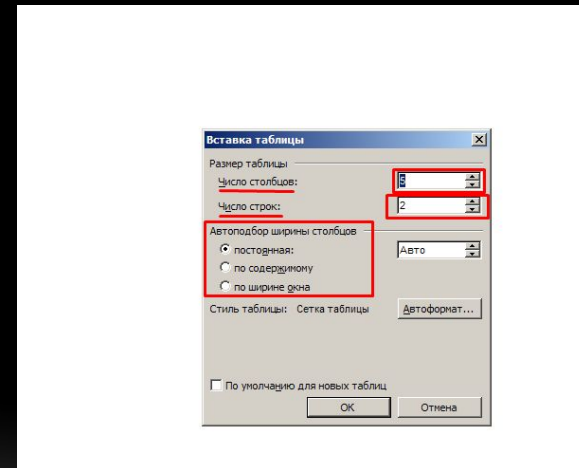 Вставка таблицы
Размер таблицы
Число столбцов: 5
Число строк: 2
Автоподбор ширины столбцов
постоянная: Авто
по содержимому
по ширине окна
Стиль таблицы: Сетка таблицы Автоформат...
По умолчанию для новых таблиц
ОК Отмена